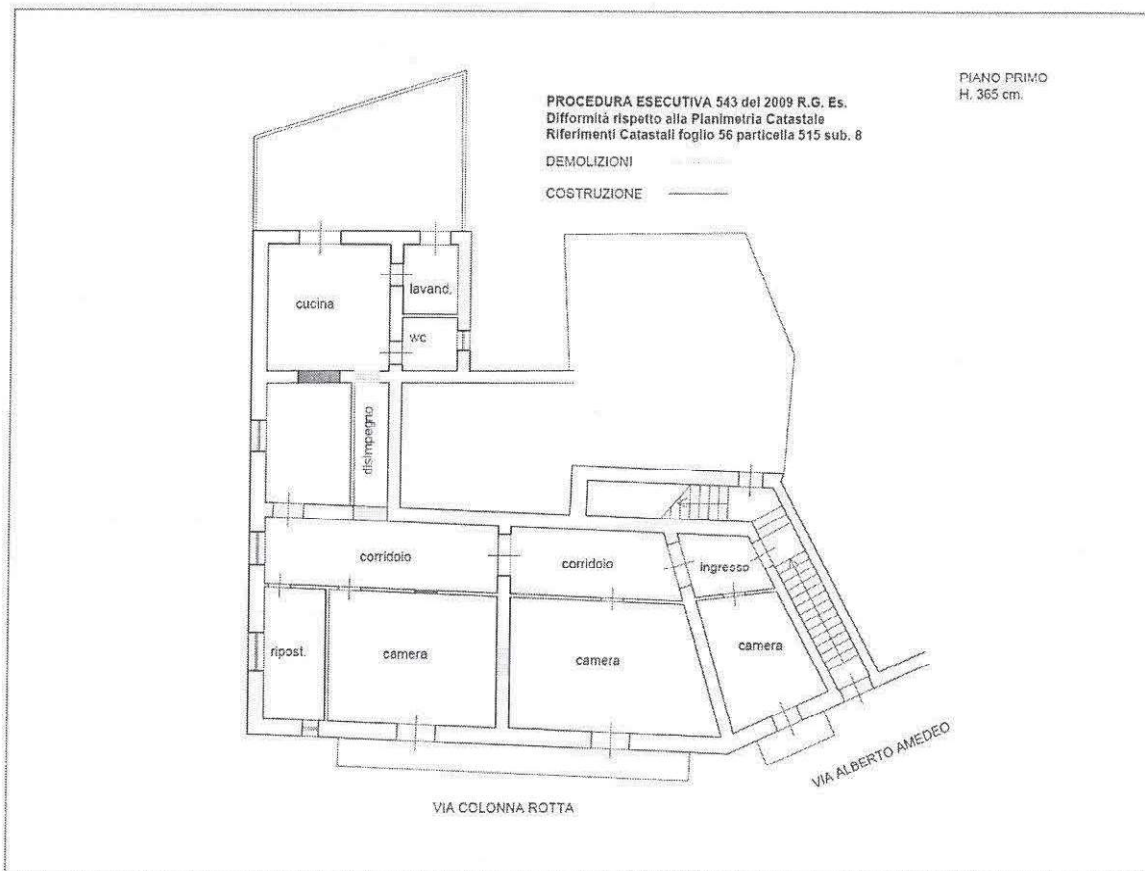 PIANO PRIMO
H. 365 cm.
PROCEDURA ESECUTIVA 543 del 2009 R.G. Es.
Difformità rispetto alla Planimetria Catastale
Riferimenti Catastali foglio 56 particella 515 sub. 8
DEMOLIZIONI
COSTRUZIONE
cucina
lavand.
wc
disimpegno
corridoio
corridoio
ingresso
ripost.
camera
camera
camera
VIA ALBERTO AMEDEO
VIA COLONNA ROTTA